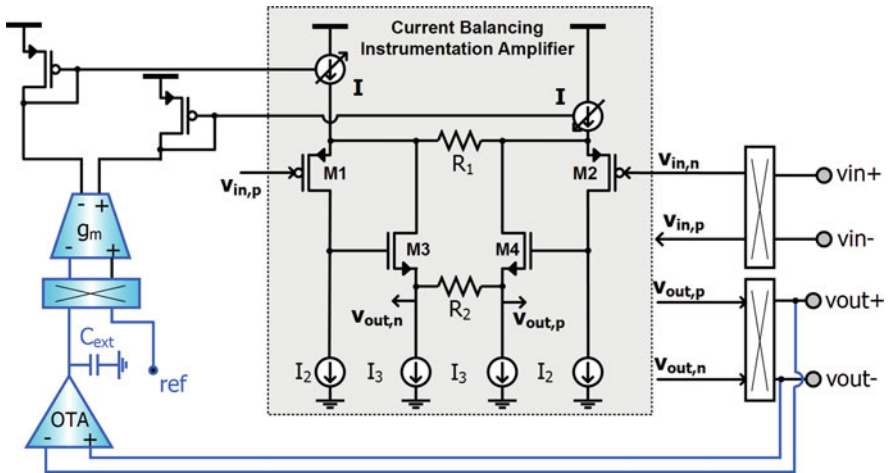 Current Balancing
Instrumentation Amplifier
I
I
R1
M1
M2
vin,p
vin,n
vin+
vin,p
vin-
M3
M4
- +
gm
- +
R2
vout,n
vout,p
vout,p
vout+
Cext
ref
I2
I3
I3
I2
vout,n
vout-
OTA
- +